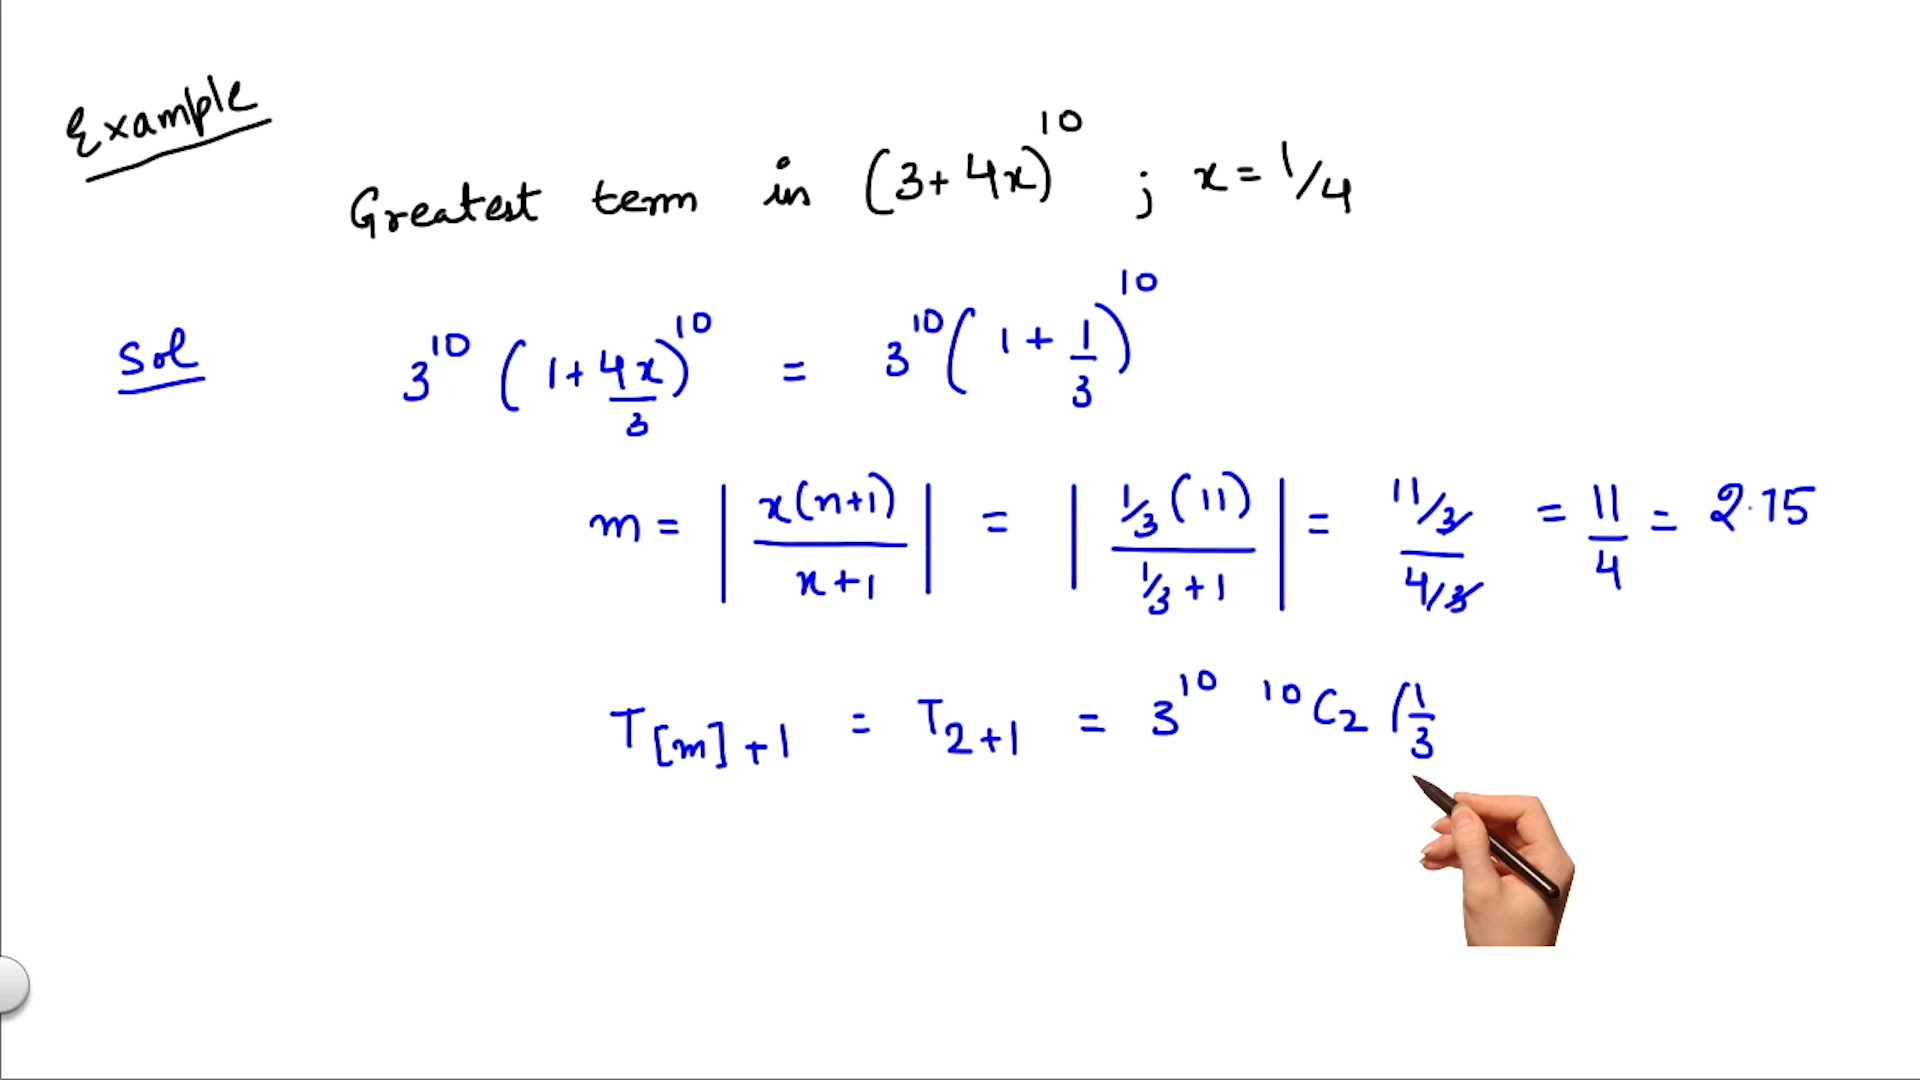 Example
Greatest term in (3+4x)^10 ; x = 1/4
Sol 3^10 (1+4x/3)^10 = 3^10 (1+1/3)^10
m = |x(n+1)/x+1| = |1/3(11)/1/3+1| = 11/3/4/3 = 11/4 = 2.75
T[m]+1 = T2+1 = 3^10 10C2 (1/3